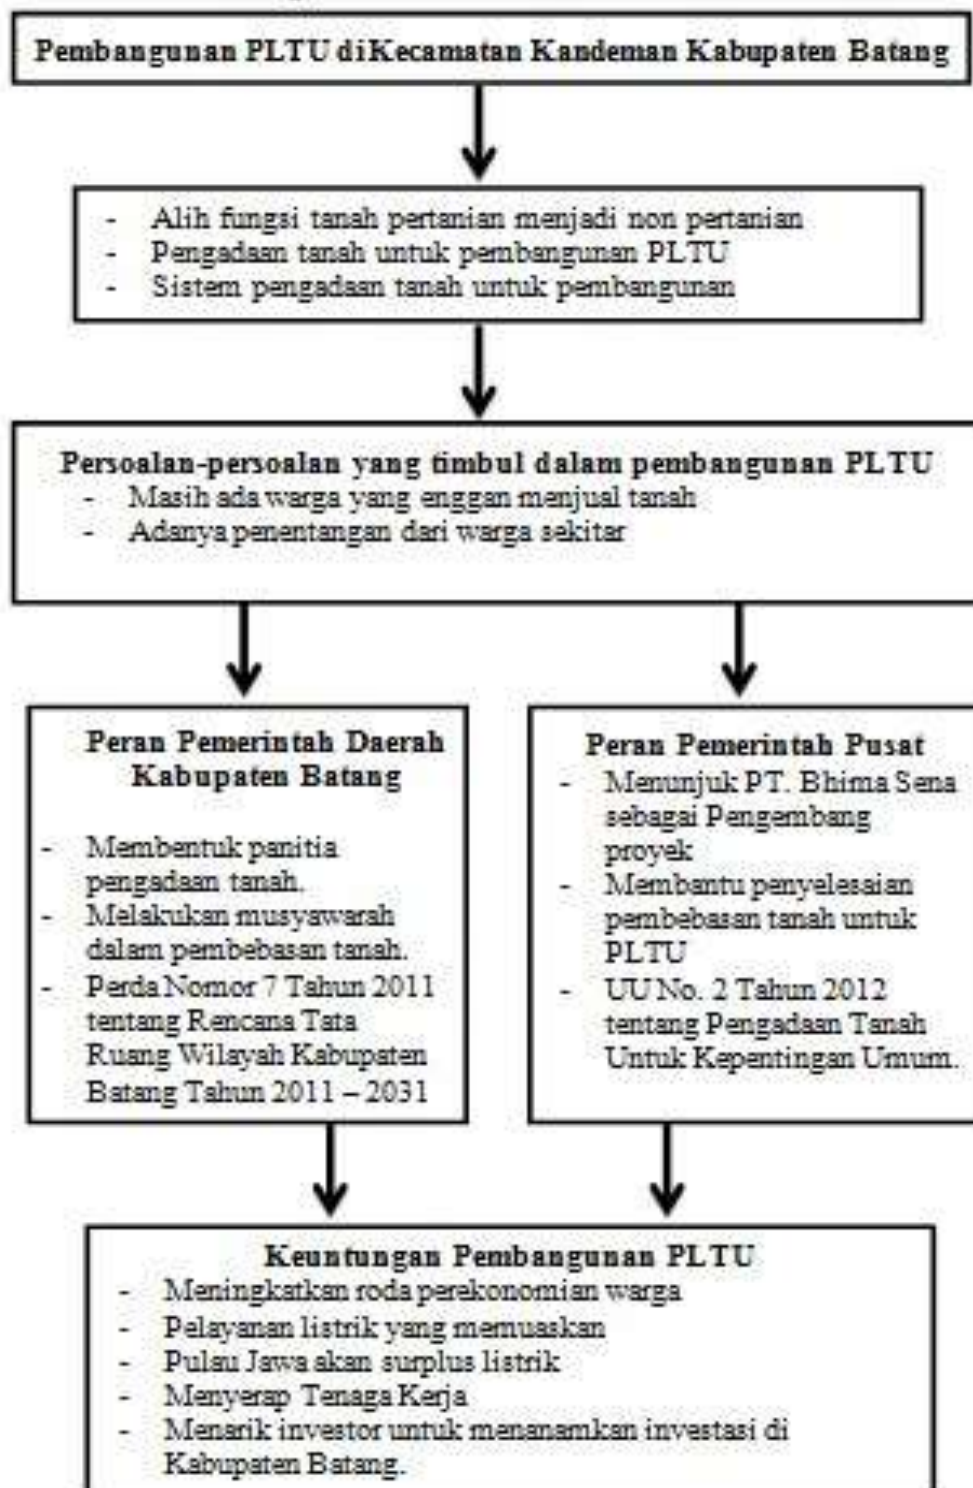 Pembangunan PLTU di Kecamatan Kandeman Kabupaten Batang
- Alih fungsi tanah pertanian menjadi non pertanian
- Pengadaan tanah untuk pembangunan PLTU
- Sistem pengadaan tanah untuk pembangunan
Persoalan-persoalan yang timbul dalam pembangunan PLTU
- Masih ada warga yang enggan menjual tanah
- Adanya penentangan dari warga sekitar
Peran Pemerintah Daerah
Kabupaten Batang
- Membentuk panitia
pengadaan tanah.
- Melakukan musyawarah
dalam pembebasan tanah.
- Perda Nomor 7 Tahun 2011
tentang Rencana Tata
Ruang Wilayah Kabupaten
Batang Tahun 2011 – 2031
Peran Pemerintah Pusat
- Menunjuk PT. Bhima Sena
sebagai Pengembang
proyek
- Membantu penyelesaian
pembebasan tanah untuk
PLTU
- UU No. 2 Tahun 2012
tentang Pengadaan Tanah
Untuk Kepentingan Umum.
Keuntungan Pembangunan PLTU
- Meningkatkan roda perekonomian warga
- Pelayanan listrik yang memuaskan
- Pulau Jawa akan surplus listrik
- Menyerap Tenaga Kerja
- Menarik investor untuk menanamkan investasi di
Kabupaten Batang.